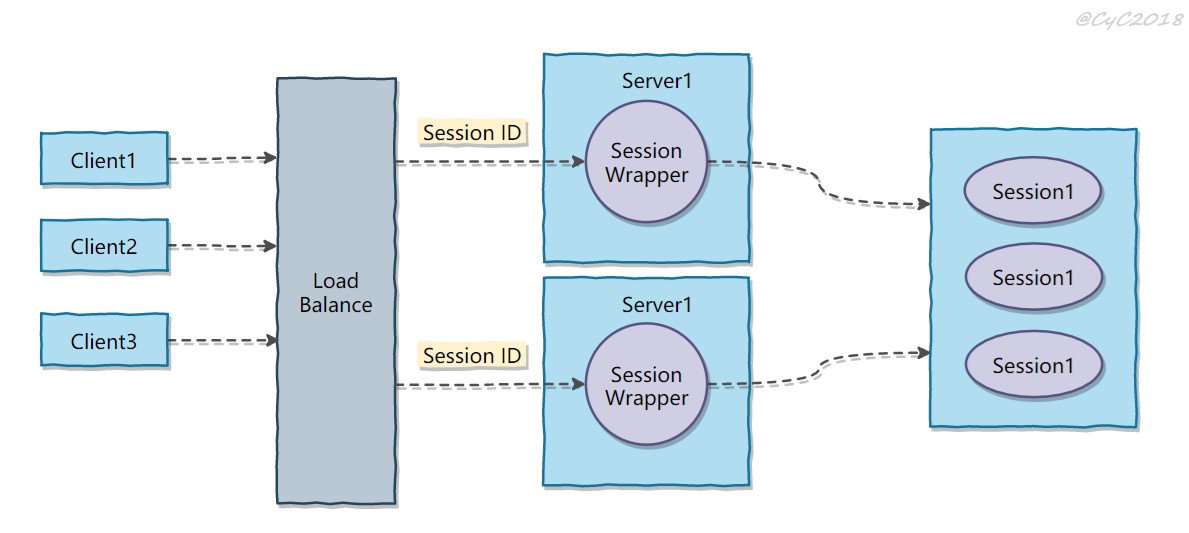 @CyC2018
Client1
Client2
Client3
Load
Balance
Session ID
Session ID
Server1
Session
Wrapper
Server1
Session
Wrapper
Session1
Session1
Session1